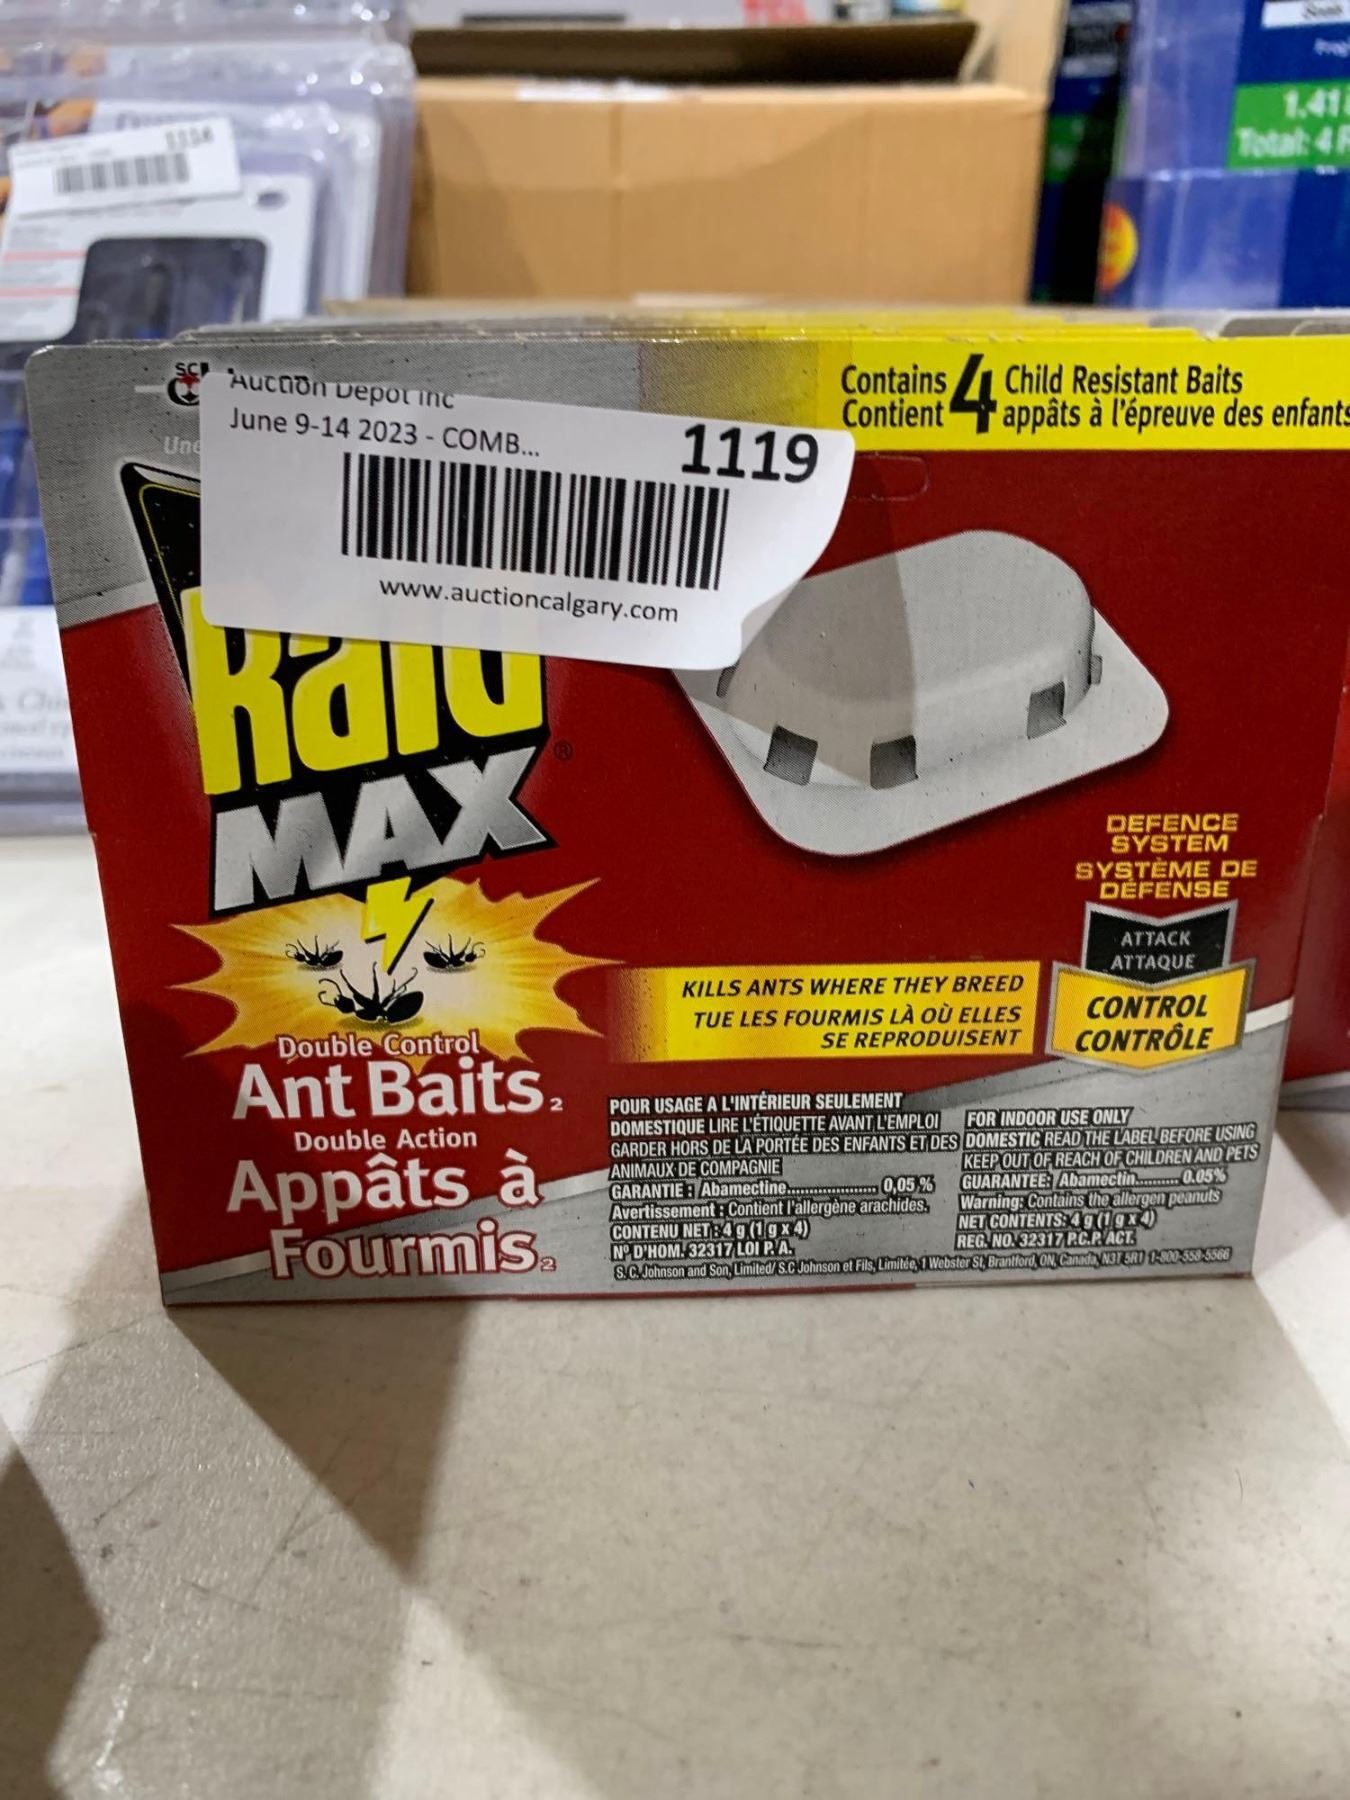 1114
1.41
Total: 4
SC
Une
Auction Depot Inc
June 9-14 2023 - COMB...
1119
www.auctioncalgary.com
Contains 4 Child Resistant Baits
Contient appâts à l'épreuve des enfants
Raid®
MAX
DEFENCE
SYSTEM
SYSTÈME DE
DÉFENSE
ATTACK
ATTAQUE
CONTROL
CONTRÔLE
KILLS ANTS WHERE THEY BREED
TUE LES FOURMIS LÀ OÙ ELLES
SE REPRODUISENT
Double Control
Ant Baits2
Double Action
Appâts à
Fourmis2
POUR USAGE A L'INTÉRIEUR SEULEMENT
DOMESTIQUE LIRE L'ÉTIQUETTE AVANT L'EMPLOI
GARDER HORS DE LA PORTÉE DES ENFANTS ET DES
ANIMAUX DE COMPAGNIE
GARANTIE : Abamectine................... 0,05 %
Avertissement : Contient l'allergène arachides.
CONTENU NET : 4 g (1 g x 4)
Nº D'HOM. 32317 LOI P. A.
FOR INDOOR USE ONLY
DOMESTIC READ THE LABEL BEFORE USING
KEEP OUT OF REACH OF CHILDREN AND PETS
GUARANTEE: Abamectin.......... 0.05%
Warning: Contains the allergen peanuts
NET CONTENTS: 4 g (1 g x 4)
REG. NO. 32317 P.C.P. ACT.
S. C. Johnson and Son, Limited/ S.C Johnson et Fils, Limitée, 1 Webster St, Brantford, ON, Canada, N3T 5R1 1-800-558-5566